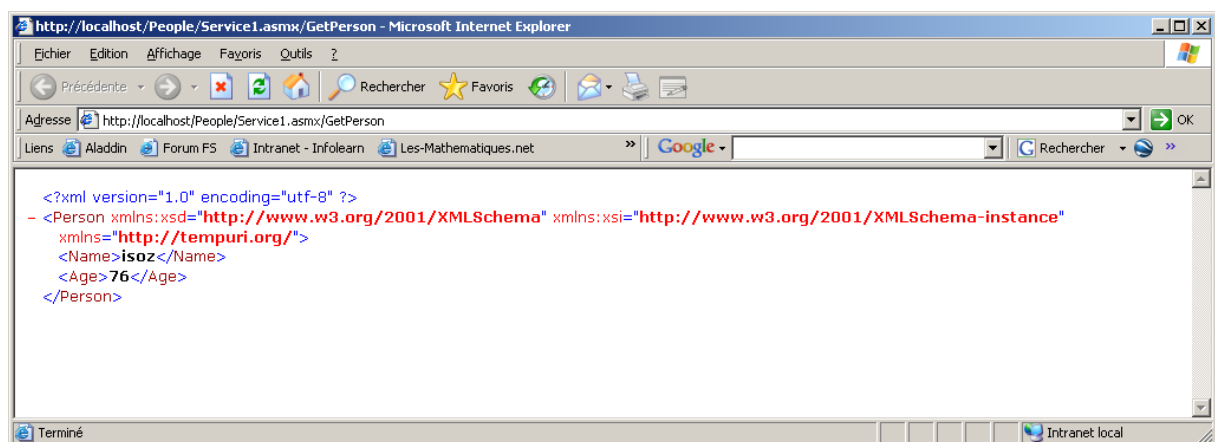 http://localhost/People/Service1.asmx/GetPerson - Microsoft Internet Explorer
Fichier Edition Affichage Favoris Outils ?
Précédente Rechercher Favoris
Adresse http://localhost/People/Service1.asmx/GetPerson OK
Liens Aladdin Forum FS Intranet - Infolearn Les-Mathematiques.net » Google G Rechercher »
<?xml version="1.0" encoding="utf-8" ?>
- <Person xmlns:xsd="http://www.w3.org/2001/XMLSchema" xmlns:xsi="http://www.w3.org/2001/XMLSchema-instance"
xmlns="http://tempuri.org/">
<Name>isoz</Name>
<Age>76</Age>
</Person>
Terminé Intranet local